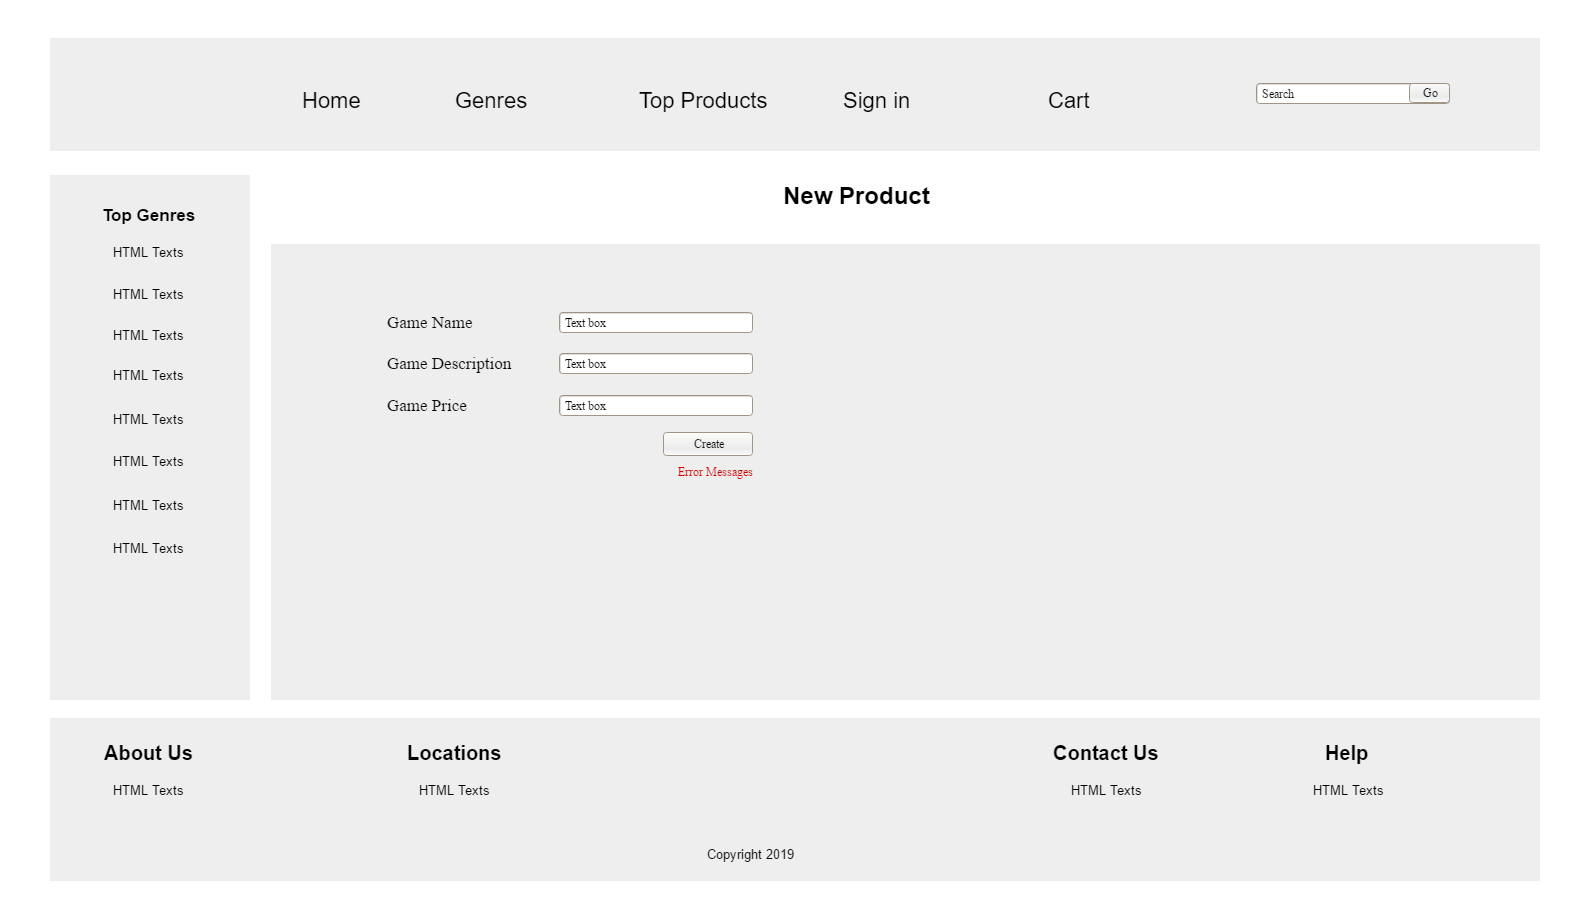 Home Genres Top Products Sign in Cart Search Go
Top Genres
HTML Texts
HTML Texts
HTML Texts
HTML Texts
HTML Texts
HTML Texts
HTML Texts
HTML Texts
New Product
Game Name Text box
Game Description Text box
Game Price Text box
Create
Error Messages
About Us Locations Contact Us Help
HTML Texts HTML Texts HTML Texts HTML Texts
Copyright 2019